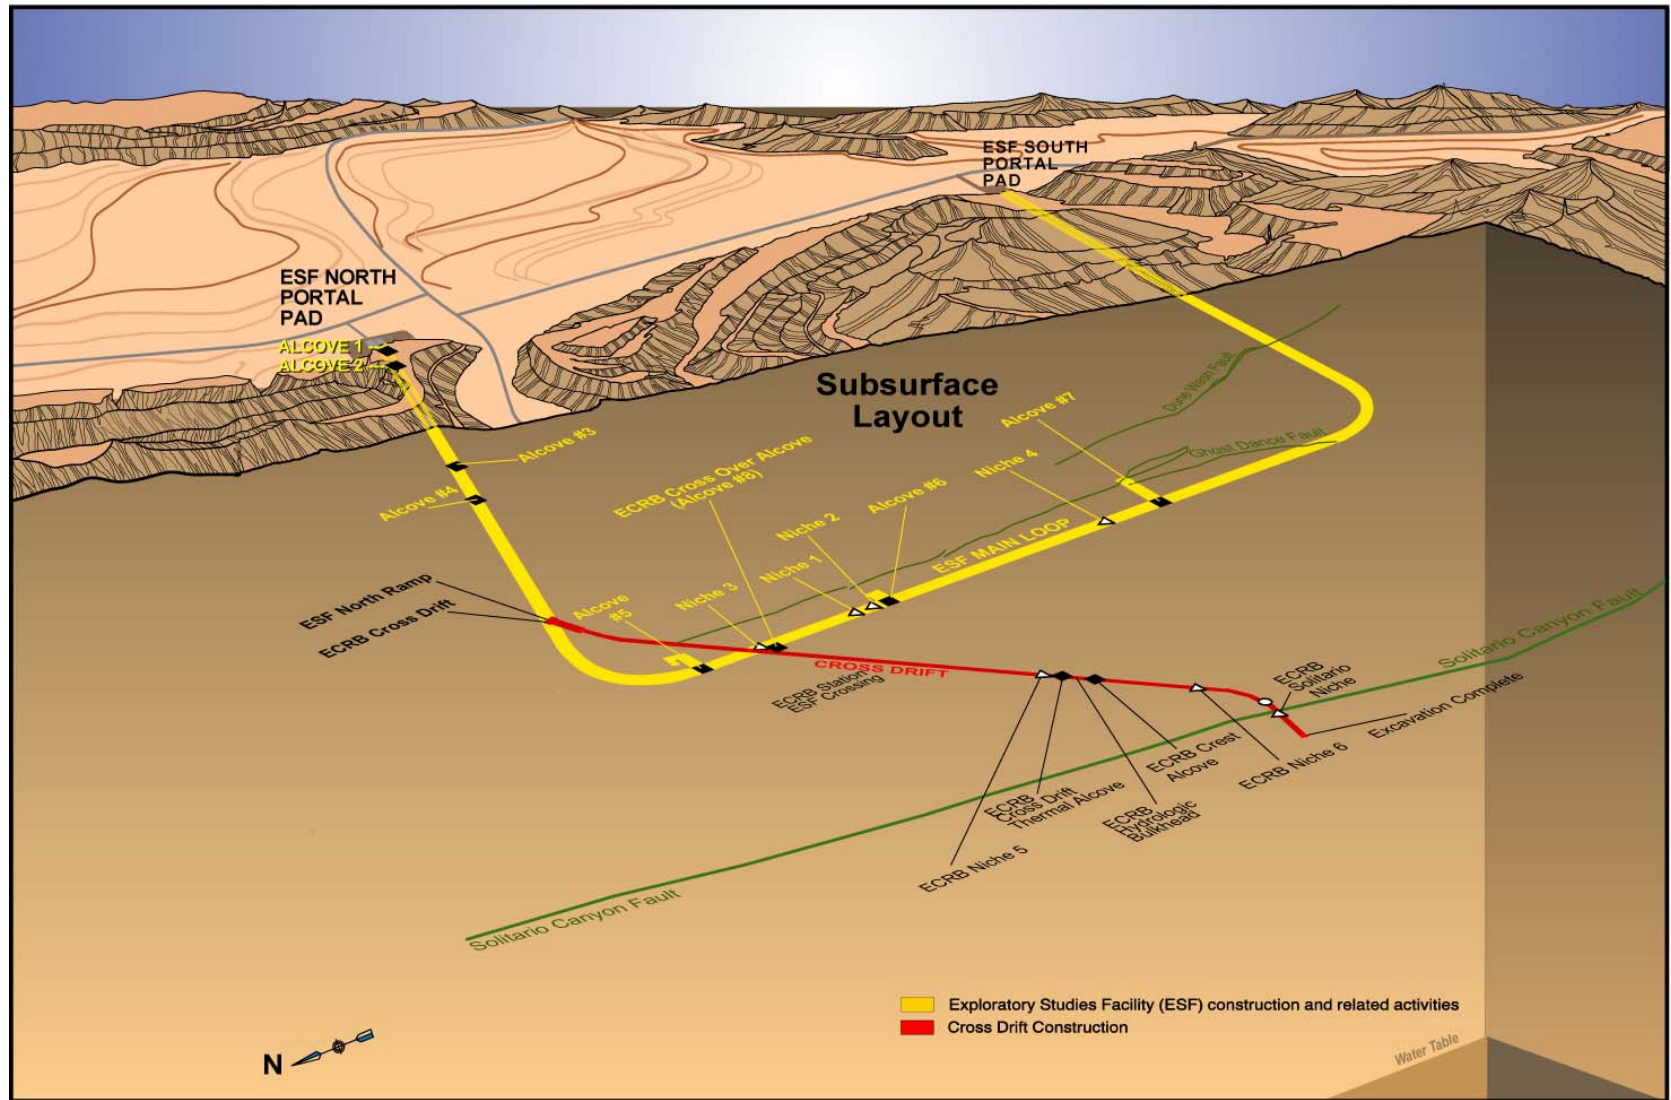 ESF SOUTH
PORTAL
PAD
ESF NORTH
PORTAL
PAD
ALCOVE 1
ALCOVE 2
Subsurface
Layout
Dune Wash Fault
Alcove #7
Ghost Dance Fault
Alcove #3
ECRB Cross Over Alcove
(Alcove #8)
Niche 4
Alcove #6
Alcove #4
Niche 2
ESF MAIN LOOP
Niche 1
Niche 3
Alcove
#5
ESF North Ramp
ECRB Cross Drift
CROSS DRIFT
ECRB Station
ESF Crossing
Solitario Canyon Fault
ECRB
Solitario
Niche
Excavation Complete
ECRB Crest
Alcove
ECRB Niche 6
ECRB
Cross Drift
Thermal Alcove
ECRB
Hydrologic
Bulkhead
ECRB Niche 5
Solitario Canyon Fault
Exploratory Studies Facility (ESF) construction and related activities
Cross Drift Construction
Water Table
N